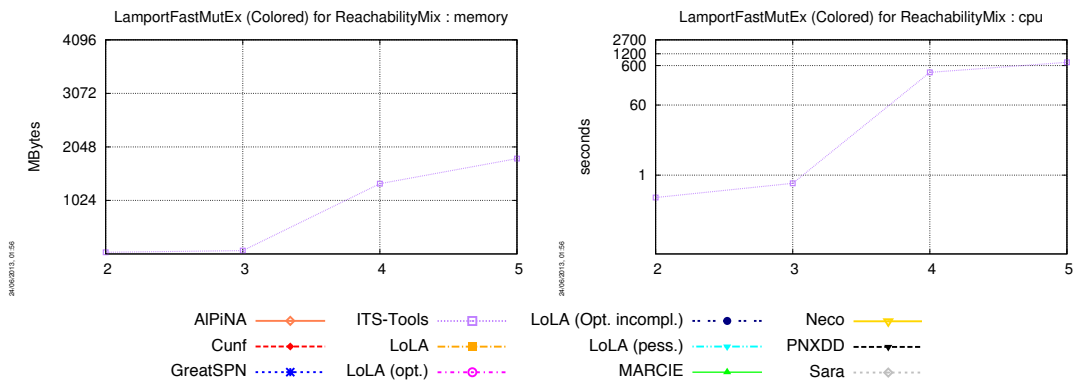 LamportFastMutEx (Colored) for ReachabilityMix : memory
4096
3072
2048
1024
MBytes
2 3 4 5
24/06/2013, 01:56
LamportFastMutEx (Colored) for ReachabilityMix : cpu
2700
1200
600
60
1
seconds
2 3 4 5
24/06/2013, 01:56
AlPiNA ITS-Tools LoLA (Opt. incompl.) Neco
Cunf LoLA LoLA (pess.) PNXDD
GreatSPN LoLA (opt.) MARCIE Sara